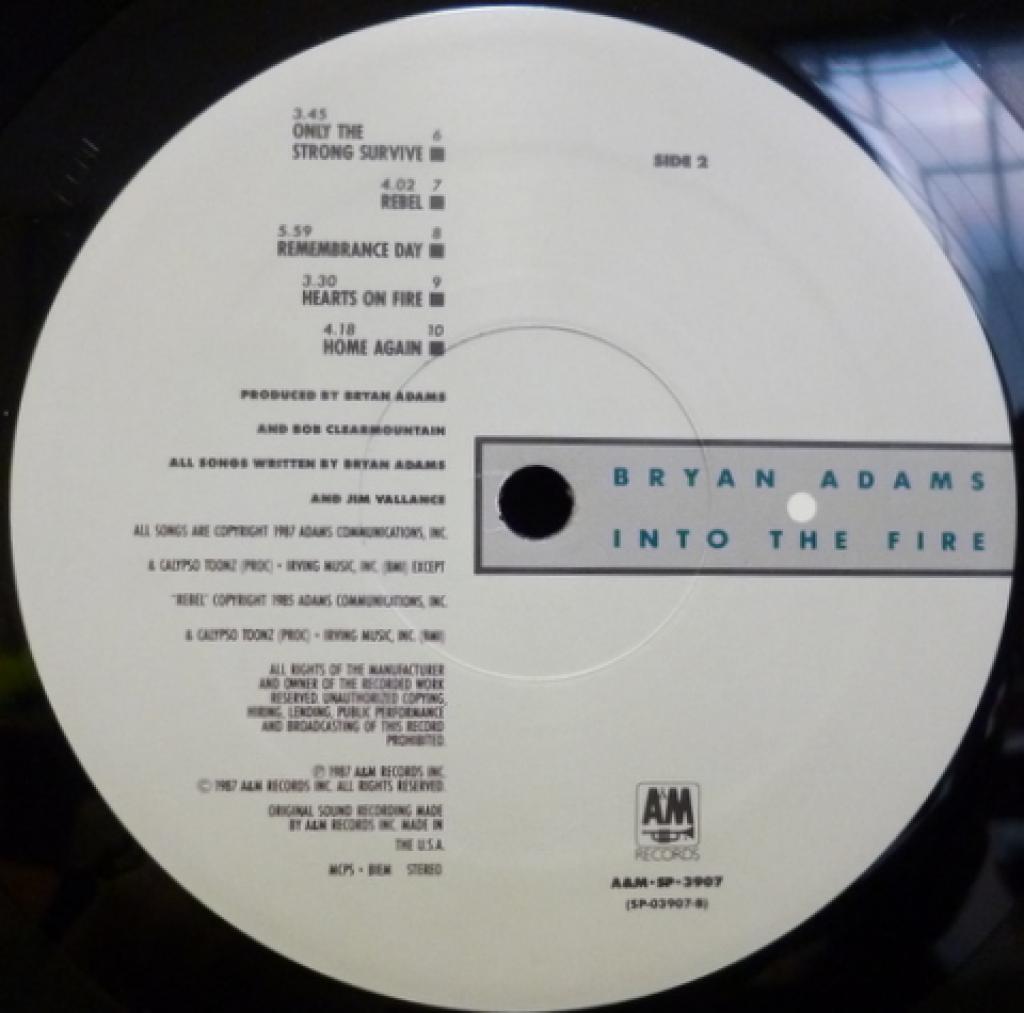 3.45
ONLY THE 6
STRONG SURVIVE
4.02 7
REBEL
5.59 8
REMEMBRANCE DAY
3.30 9
HEARTS ON FIRE
4.18 10
HOME AGAIN
PRODUCED BY BRYAN ADAMS
AND BOB CLEARMOUNTAIN
ALL SONGS WRITTEN BY BRYAN ADAMS
AND JIM VALLANCE
ALL SONGS ARE COPYRIGHT 1987 ADAMS COMMUNICATIONS, INC.
& CALYPSO TOONZ (PROC) • IRVING MUSIC, INC. (BMI) EXCEPT
"REBEL" COPYRIGHT 1985 ADAMS COMMUNICATIONS, INC.
& CALYPSO TOONZ (PROC) • IRVING MUSIC, INC. (BMI)
ALL RIGHTS OF THE MANUFACTURER
AND OWNER OF THE RECORDED WORK
RESERVED. UNAUTHORIZED COPYING,
HIRING, LENDING, PUBLIC PERFORMANCE
AND BROADCASTING OF THIS RECORD
PROHIBITED.
℗ 1987 A&M RECORDS INC.
© 1987 A&M RECORDS INC. ALL RIGHTS RESERVED.
ORIGINAL SOUND RECORDING MADE
BY A&M RECORDS INC. MADE IN
THE U.S.A.
MCPS • BIEM STEREO
SIDE 2
BRYAN ADAMS
INTO THE FIRE
A&M
RECORDS
A&M•SP-3907
(SP-03907-B)